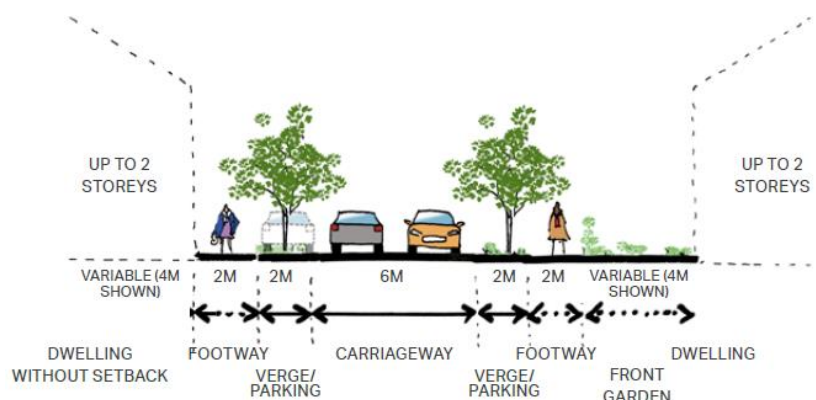 UP TO 2
STOREYS
UP TO 2
STOREYS
VARIABLE (4M
SHOWN)
2M
2M
6M
2M
2M
VARIABLE (4M
SHOWN)
DWELLING
WITHOUT SETBACK
FOOTWAY
VERGE/
PARKING
CARRIAGEWAY
VERGE/
PARKING
FOOTWAY
FRONT
GARDEN
DWELLING